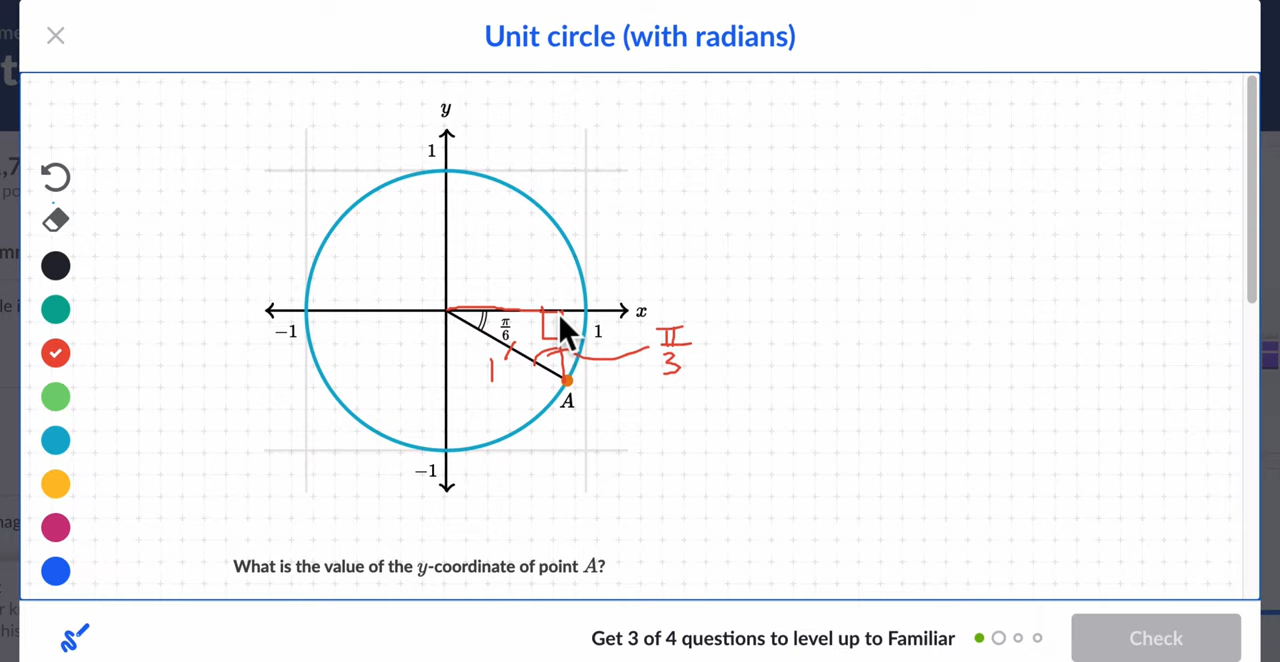 Unit circle (with radians)
y
1
x
−1
π
6
1
π
3
1
A
−1
What is the value of the y-coordinate of point A?
Get 3 of 4 questions to level up to Familiar
Check